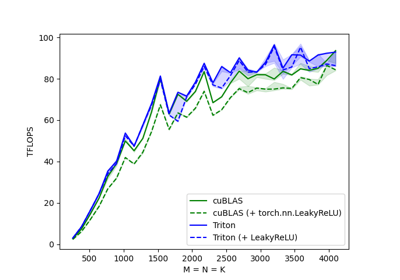 100
80
60
40
20
0
TFLOPS
500
1000
1500
2000
2500
3000
3500
4000
M = N = K
cuBLAS
cuBLAS (+ torch.nn.LeakyReLU)
Triton
Triton (+ LeakyReLU)